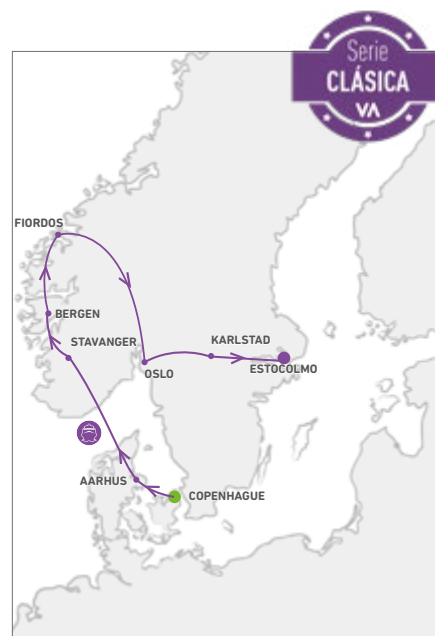 Serie
CLÁSICA
VA
FIORDOS
BERGEN
STAVANGER
KARLSTAD
OSLO
ESTOCOLMO
AARHUS
COPENHAGUE